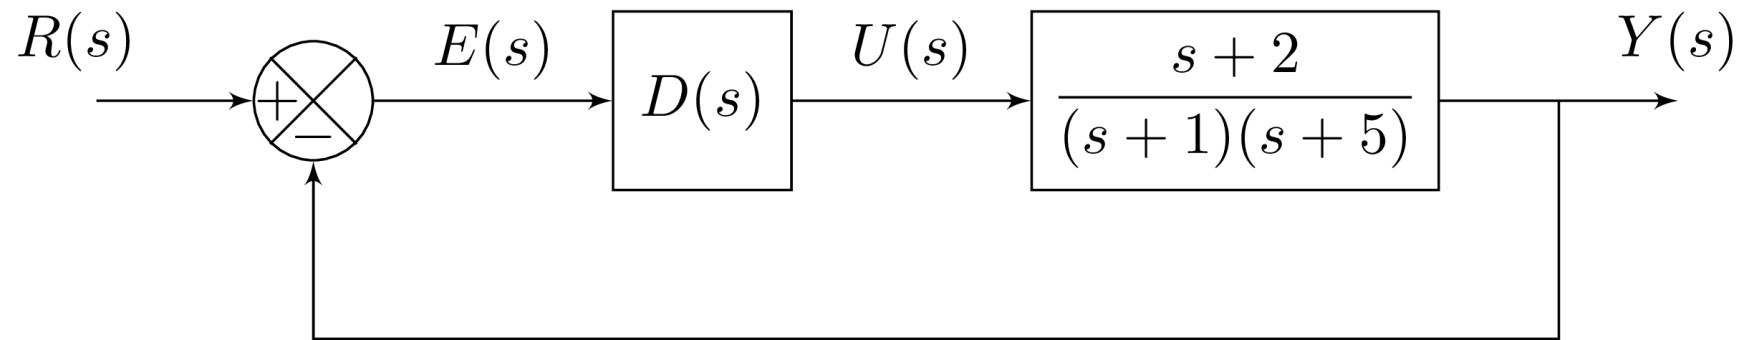 R(s)
+
−
E(s)
D(s)
U(s)
s + 2
(s + 1)(s + 5)
Y(s)